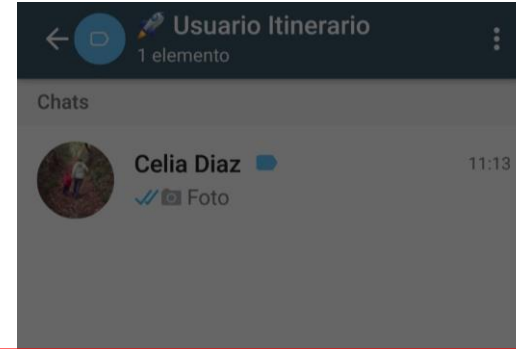 🚀 Usuario Itinerario
1 elemento
Chats
Celia Diaz
11:13
Foto